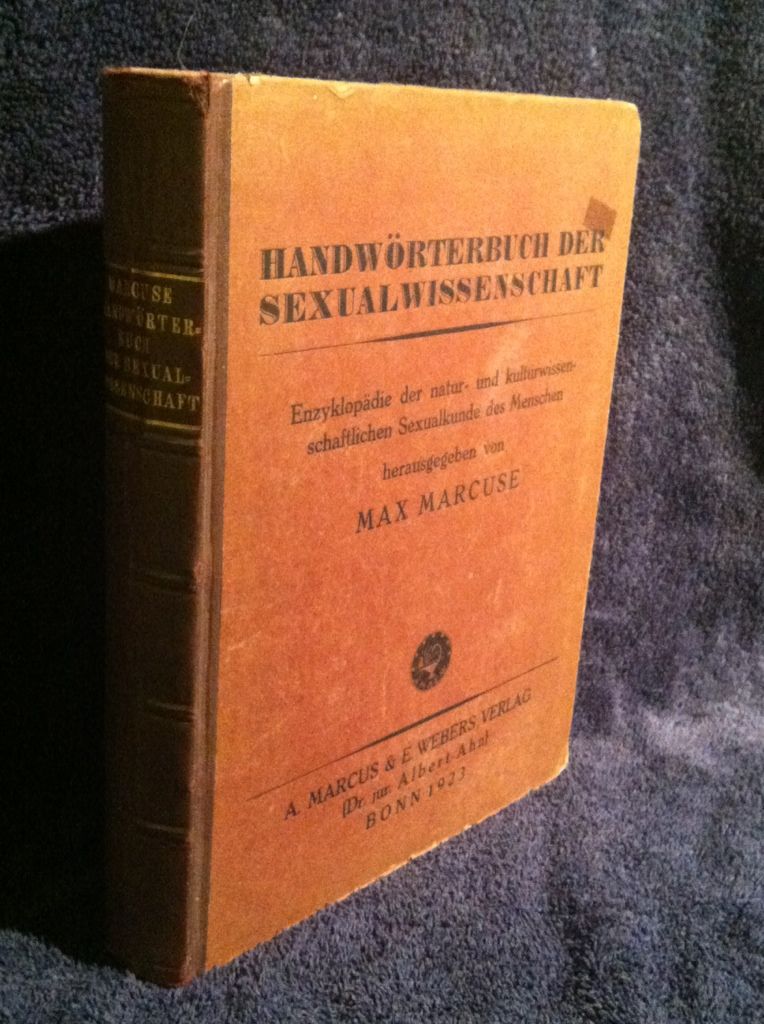 HANDWÖRTERBUCH DER
SEXUALWISSENSCHAFT
Enzyklopädie der natur- und kulturwissen-
schaftlichen Sexualkunde des Menschen
herausgegeben von
MAX MARCUSE
A. MARCUS & E. WEBERS VERLAG
(Dr. jur. Albert Ahn)
BONN 1923
MARCUSE
HANDWÖRTER=
BUCH
DER SEXUAL=
WISSENSCHAFT